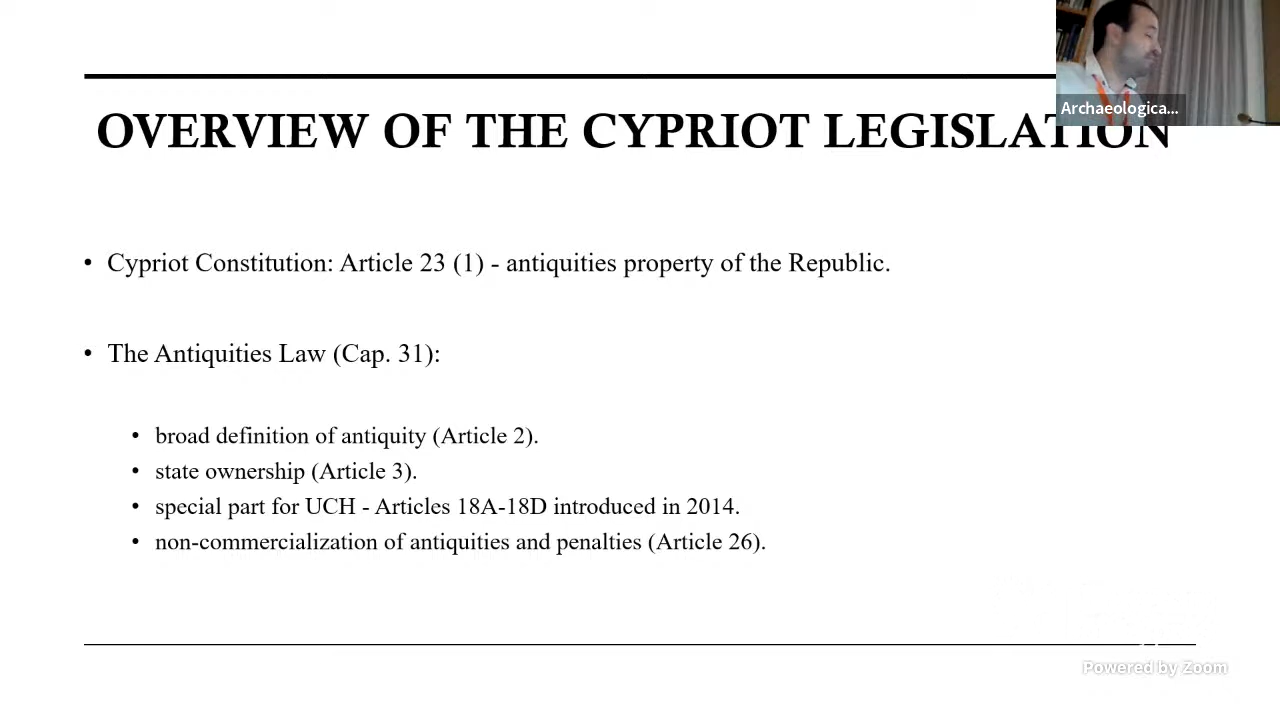 Archaeologica...
OVERVIEW OF THE CYPRIOT LEGISLATION
• Cypriot Constitution: Article 23 (1) - antiquities property of the Republic.
• The Antiquities Law (Cap. 31):
• broad definition of antiquity (Article 2).
• state ownership (Article 3).
• special part for UCH - Articles 18A-18D introduced in 2014.
• non-commercialization of antiquities and penalties (Article 26).
Powered by Zoom